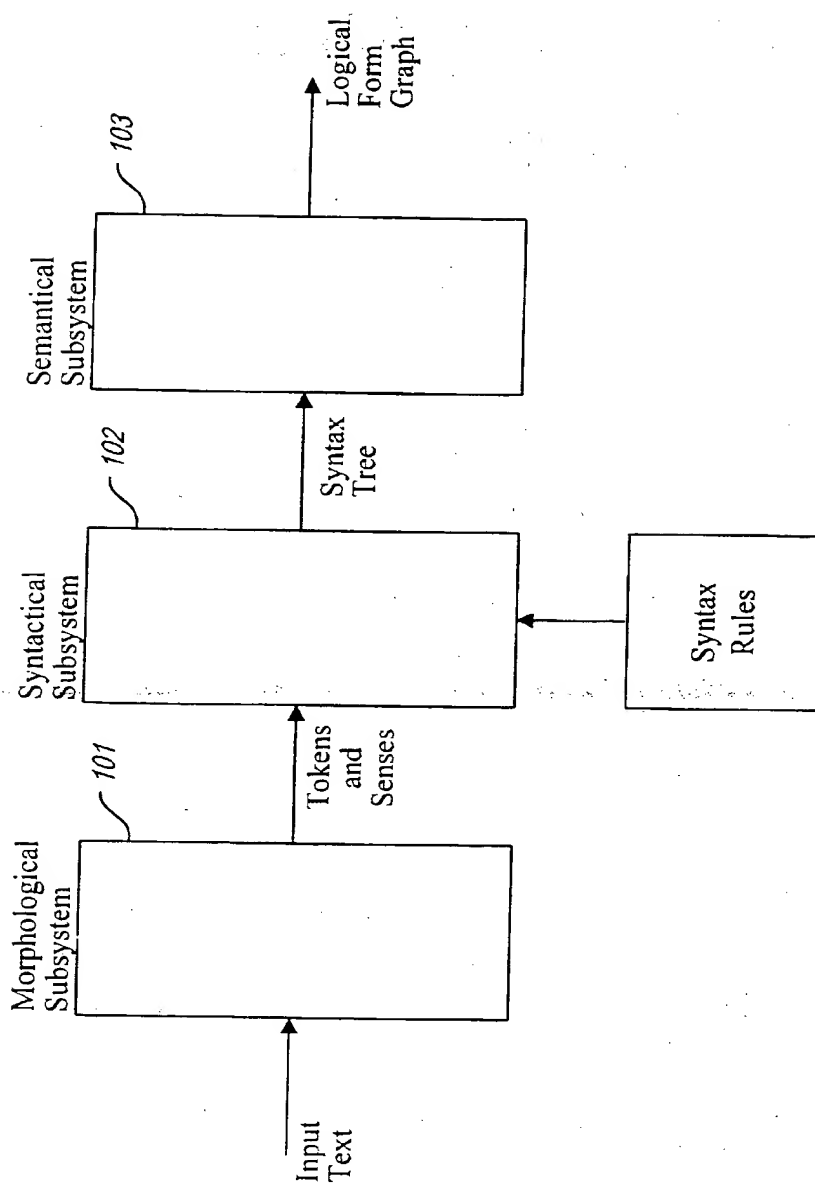 Input
Text
Morphological
Subsystem
101
Tokens
and
Senses
Syntactical
Subsystem
102
Syntax
Rules
Syntax
Tree
Semantical
Subsystem
103
Logical
Form
Graph